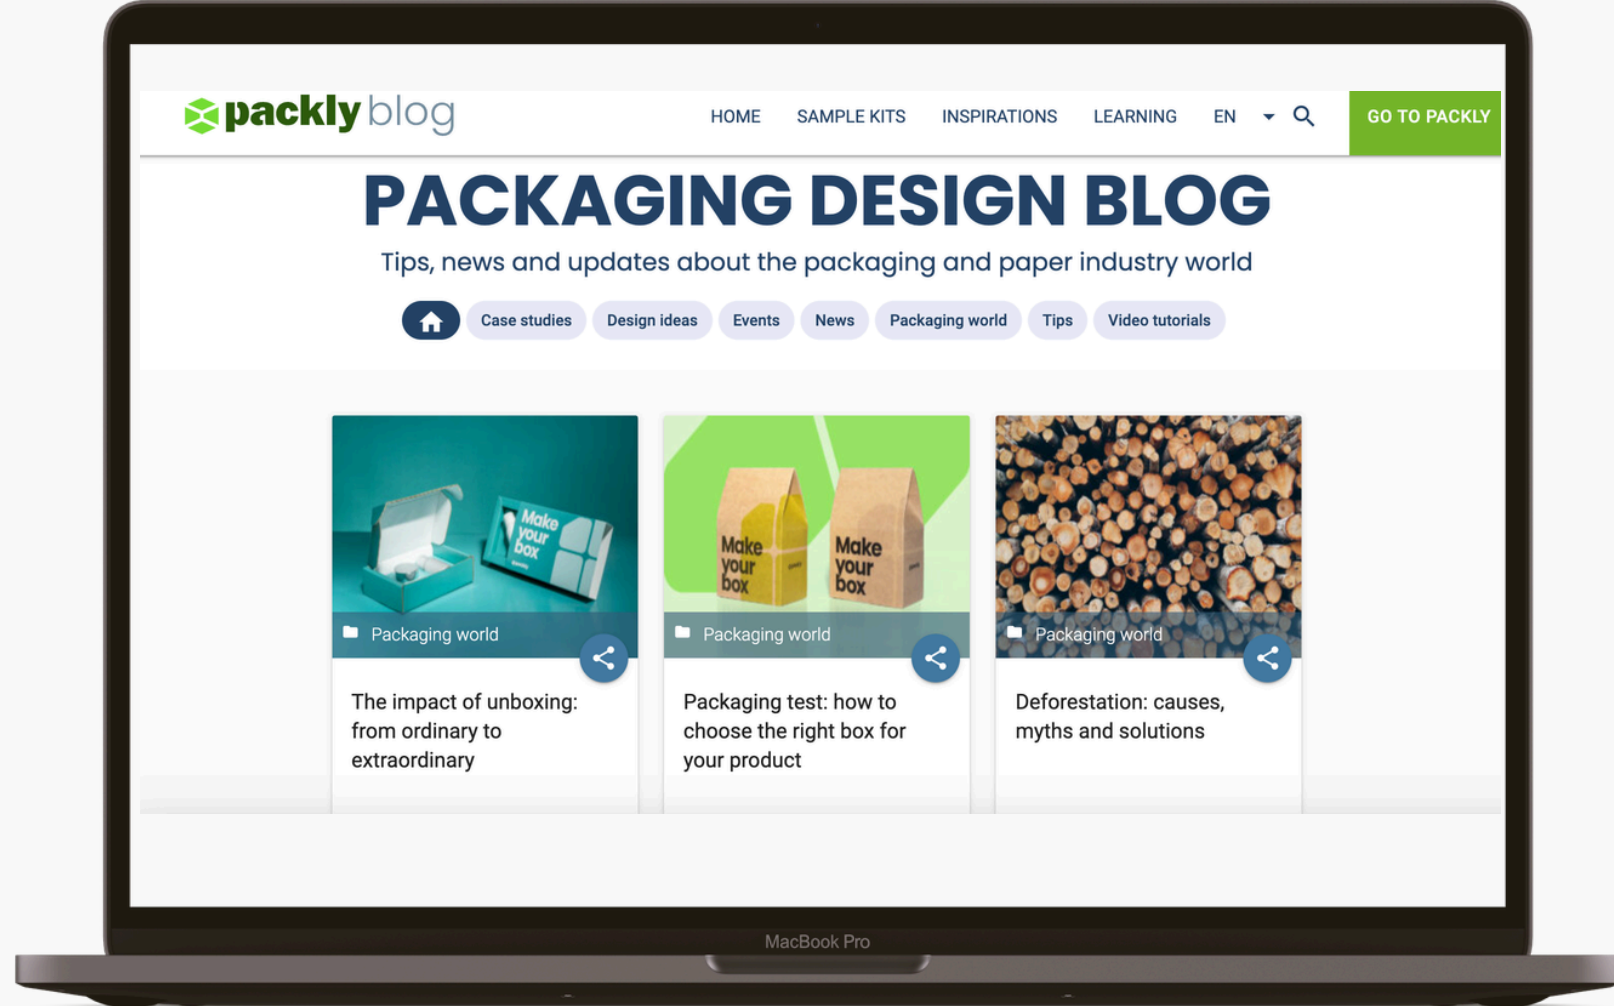 packly blog
HOME SAMPLE KITS INSPIRATIONS LEARNING EN GO TO PACKLY
PACKAGING DESIGN BLOG
Tips, news and updates about the packaging and paper industry world
Case studies Design ideas Events News Packaging world Tips Video tutorials
Make
your
box
Make
your
box
Make
your
box
Packaging world
Packaging world
Packaging world
The impact of unboxing:
from ordinary to
extraordinary
Packaging test: how to
choose the right box for
your product
Deforestation: causes,
myths and solutions
MacBook Pro